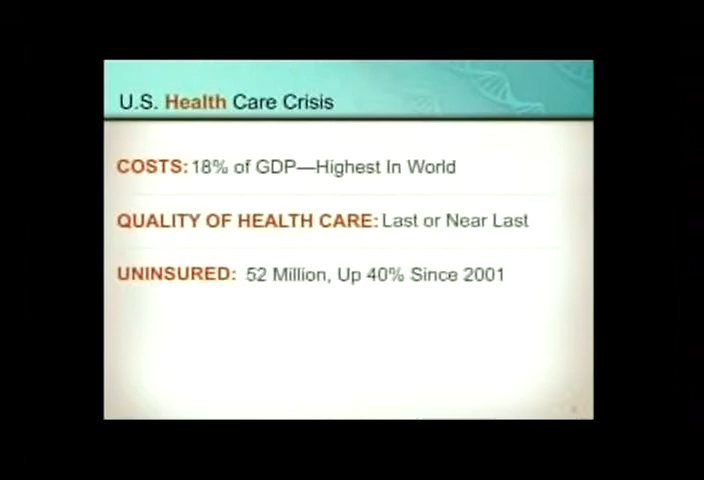 U.S. Health Care Crisis
COSTS: 18% of GDP—Highest In World
QUALITY OF HEALTH CARE: Last or Near Last
UNINSURED: 52 Million, Up 40% Since 2001